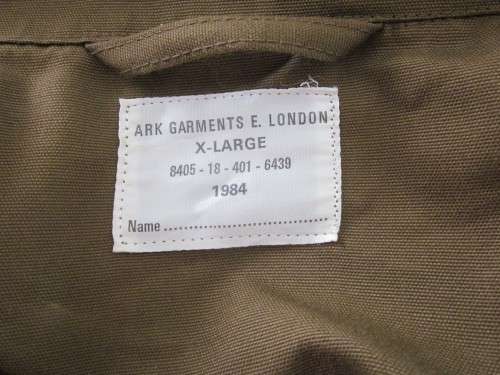 ARK GARMENTS E. LONDON
X-LARGE
8405 - 18 - 401 - 6439
1984
Name ..............................